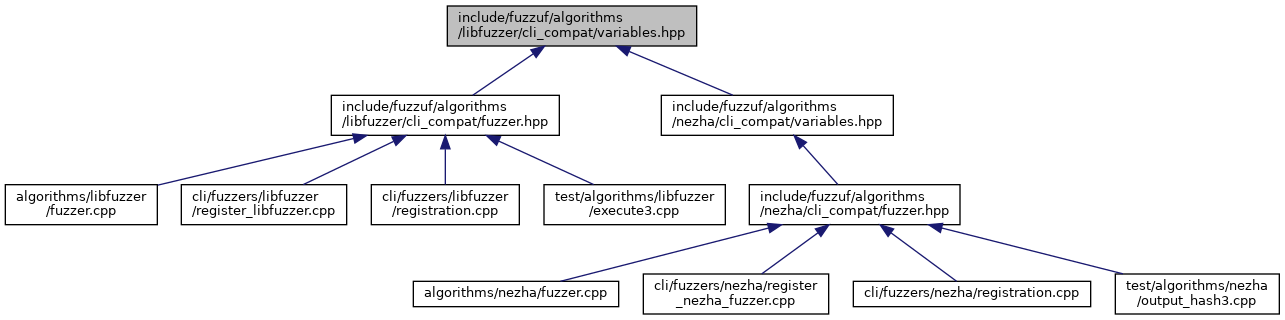 include/fuzzuf/algorithms
/libfuzzer/cli_compat/variables.hpp
include/fuzzuf/algorithms
/libfuzzer/cli_compat/fuzzer.hpp
include/fuzzuf/algorithms
/nezha/cli_compat/variables.hpp
algorithms/libfuzzer
/fuzzer.cpp
cli/fuzzers/libfuzzer
/register_libfuzzer.cpp
cli/fuzzers/libfuzzer
/registration.cpp
test/algorithms/libfuzzer
/execute3.cpp
include/fuzzuf/algorithms
/nezha/cli_compat/fuzzer.hpp
algorithms/nezha/fuzzer.cpp
cli/fuzzers/nezha/register
_nezha_fuzzer.cpp
cli/fuzzers/nezha/registration.cpp
test/algorithms/nezha
/output_hash3.cpp